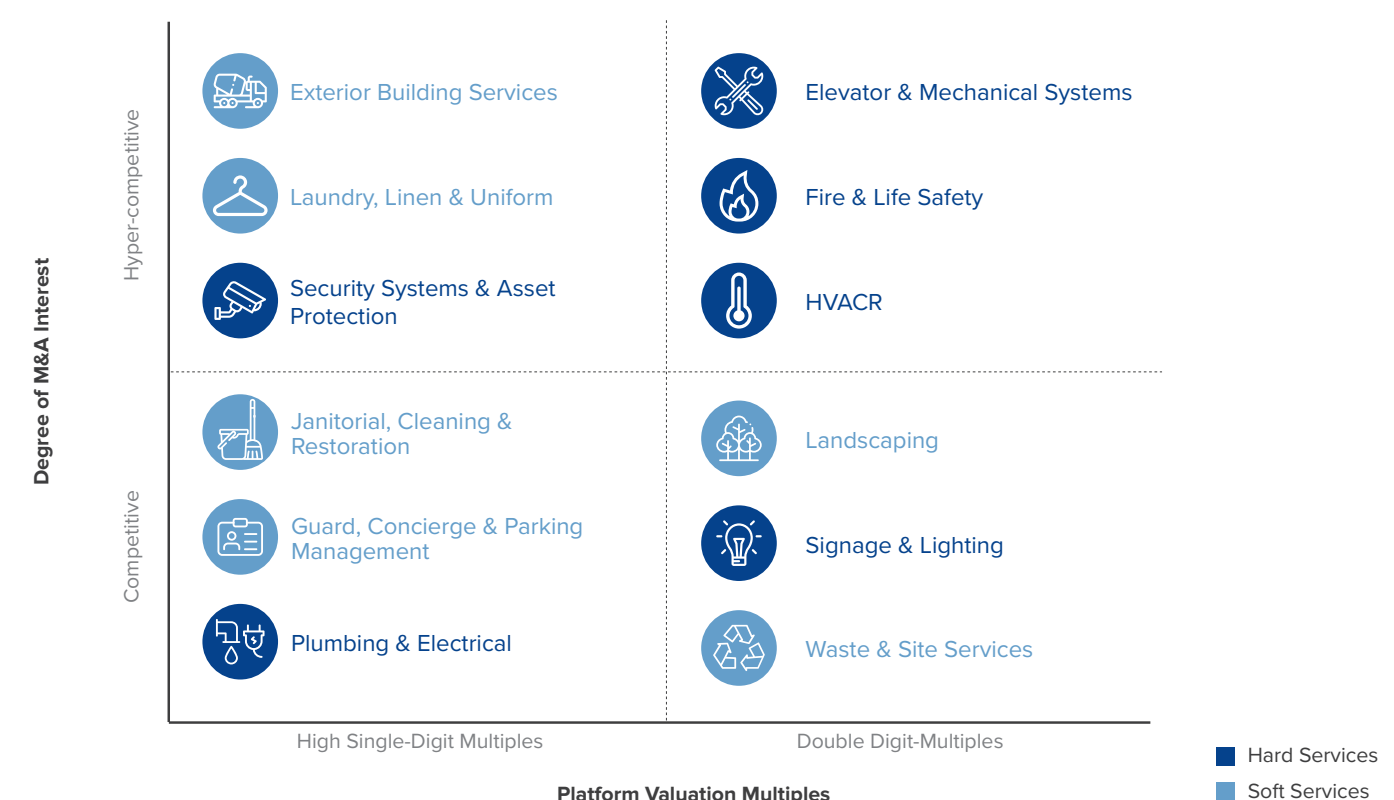 Degree of M&A Interest
Hyper-competitive
Competitive
Exterior Building Services
Laundry, Linen & Uniform
Security Systems & Asset
Protection
Elevator & Mechanical Systems
Fire & Life Safety
HVACR
Janitorial, Cleaning &
Restoration
Guard, Concierge & Parking
Management
Plumbing & Electrical
Landscaping
Signage & Lighting
Waste & Site Services
High Single-Digit Multiples
Double Digit-Multiples
Platform Valuation Multiples
Hard Services
Soft Services